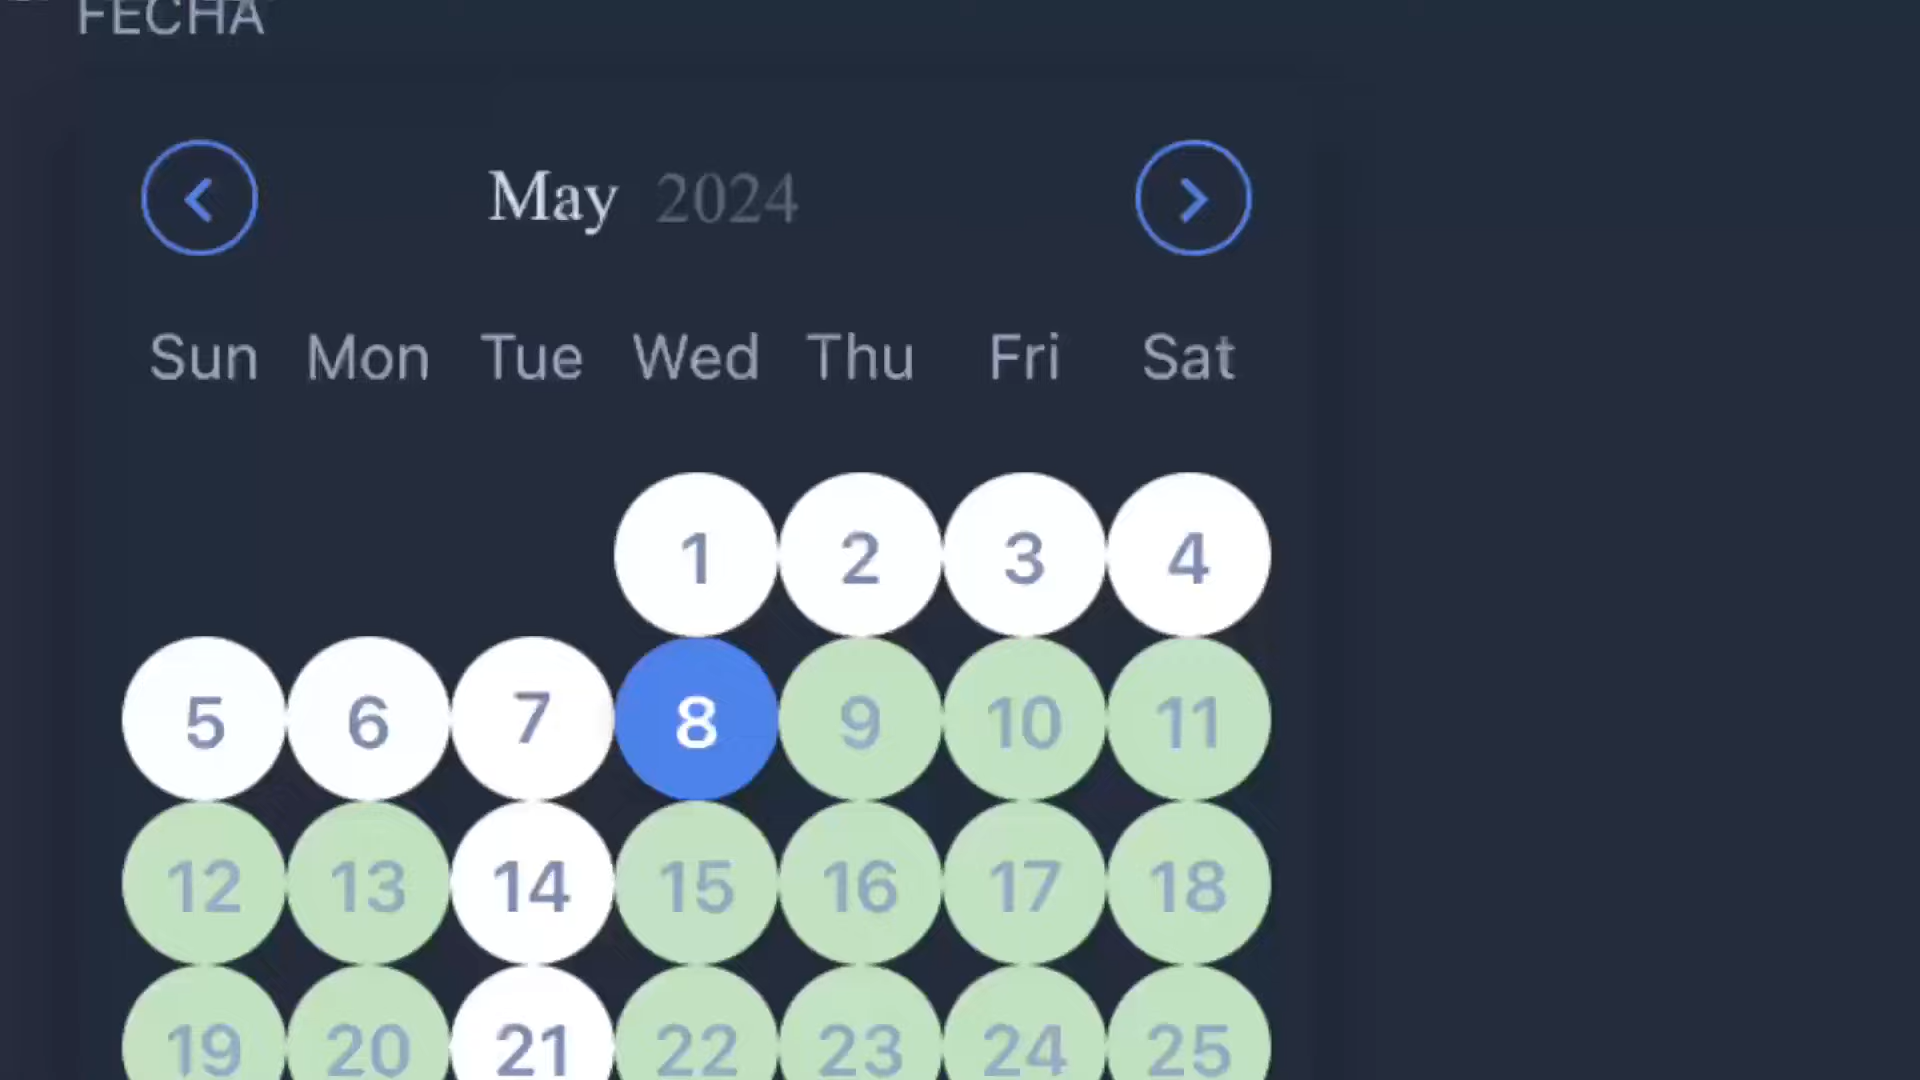 FECHA
May 2024
Sun Mon Tue Wed Thu Fri Sat
1 2 3 4
5 6 7 8 9 10 11
12 13 14 15 16 17 18
19 20 21 22 23 24 25